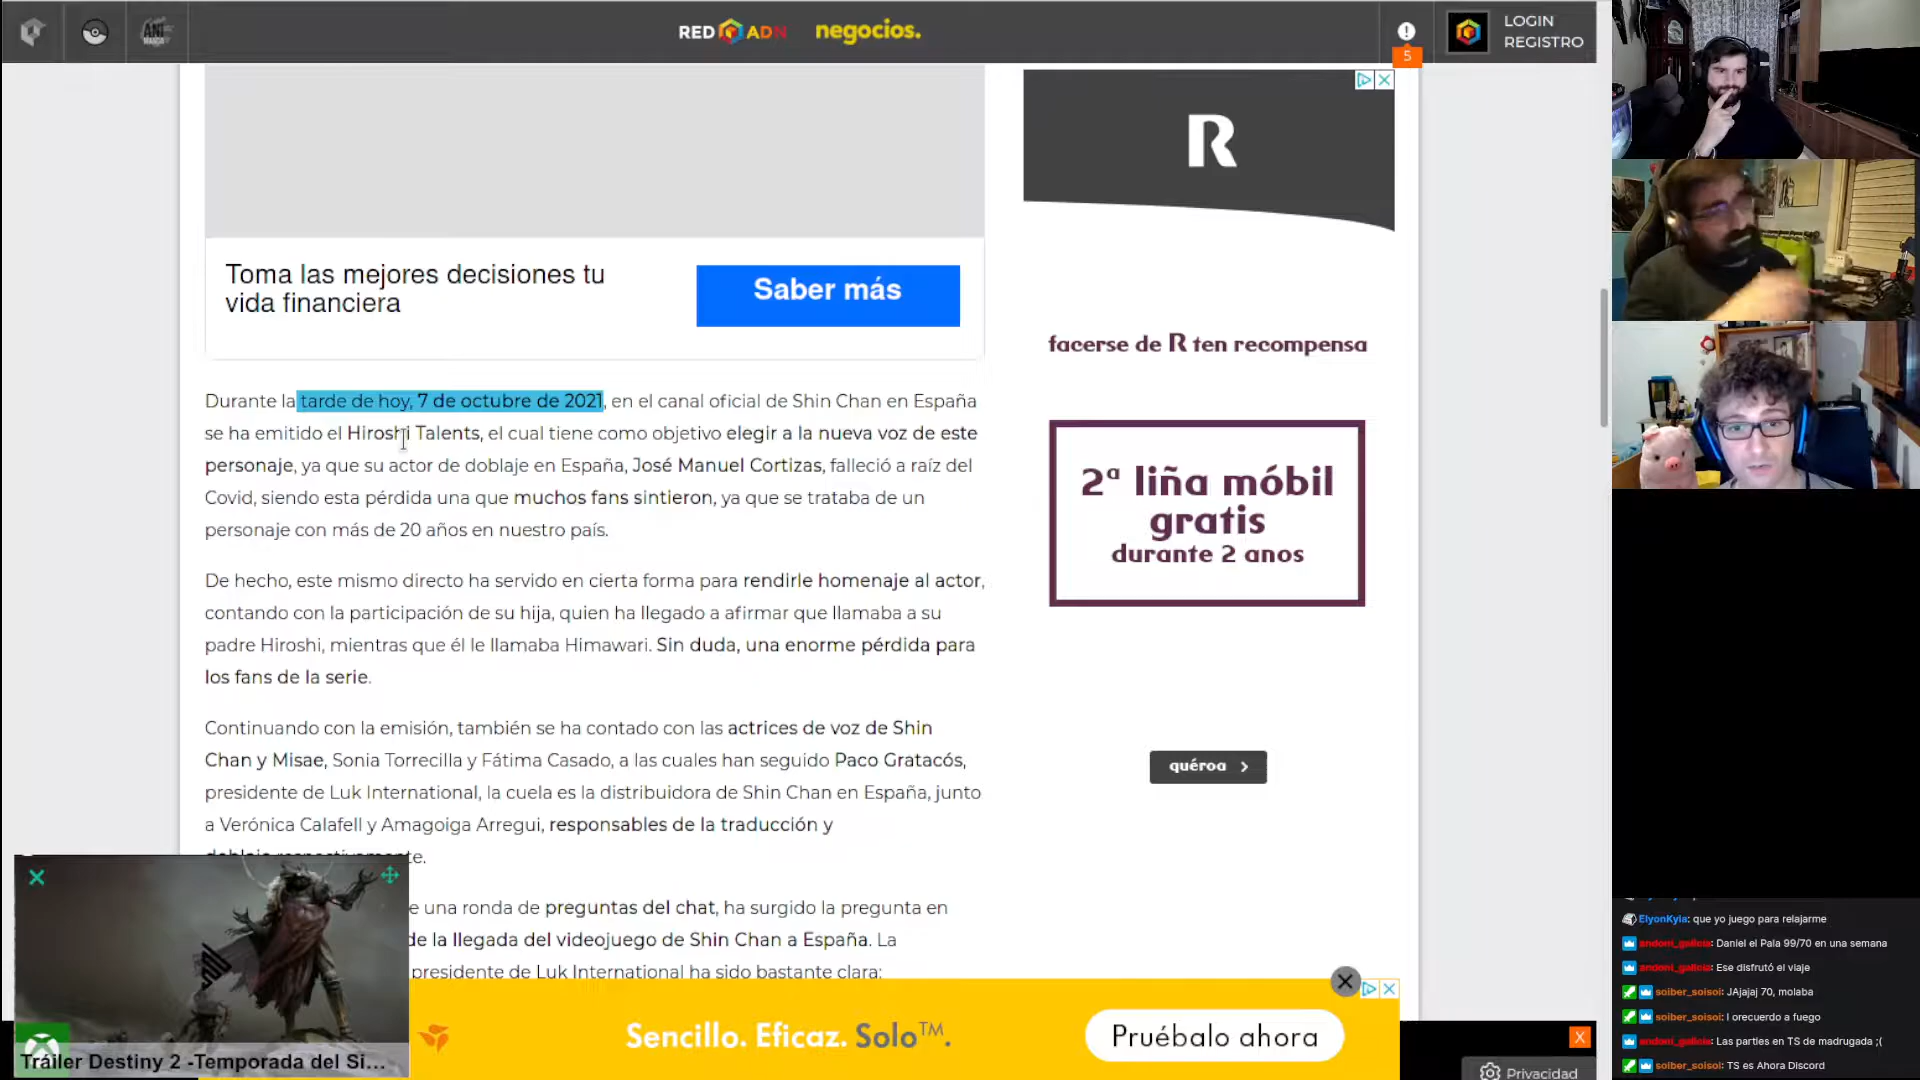 RED ADN
negocios.
5
LOGIN
REGISTRO
R
Toma las mejores decisiones tu
vida financiera
Saber más
facerse de R ten recompensa
2ª liña móbil
gratis
durante 2 anos
quéroa
Durante la tarde de hoy, 7 de octubre de 2021, en el canal oficial de Shin Chan en España
se ha emitido el Hiroshi Talents, el cual tiene como objetivo elegir a la nueva voz de este
personaje, ya que su actor de doblaje en España, José Manuel Cortizas, falleció a raíz del
Covid, siendo esta pérdida una que muchos fans sintieron, ya que se trataba de un
personaje con más de 20 años en nuestro país.
De hecho, este mismo directo ha servido en cierta forma para rendirle homenaje al actor,
contando con la participación de su hija, quien ha llegado a afirmar que llamaba a su
padre Hiroshi, mientras que él le llamaba Himawari. Sin duda, una enorme pérdida para
los fans de la serie.
Continuando con la emisión, también se ha contado con las actrices de voz de Shin
Chan y Misae, Sonia Torrecilla y Fátima Casado, a las cuales han seguido Paco Gratacós,
presidente de Luk International, la cuela es la distribuidora de Shin Chan en España, junto
a Verónica Calafell y Amagoiga Arregui, responsables de la traducción y
doblaje respectivamente.
e una ronda de preguntas del chat, ha surgido la pregunta en
de la llegada del videojuego de Shin Chan a España. La
presidente de Luk International ha sido bastante clara:
Tráiler Destiny 2 -Temporada del Si...
Sencillo. Eficaz. Solo™.
Pruébalo ahora
X
Privacidad
ElyonKyla: que yo juego para relajarme
andoni_galicia: Daniel el Pala 99/70 en una semana
andoni_galicia: Ese disfrutó el viaje
soiber_soisoi: JAjajaj 70, molaba
soiber_soisoi: l orecuerdo a fuego
andoni_galicia: Las parties en TS de madrugada ;(
soiber_soisoi: TS es Ahora Discord